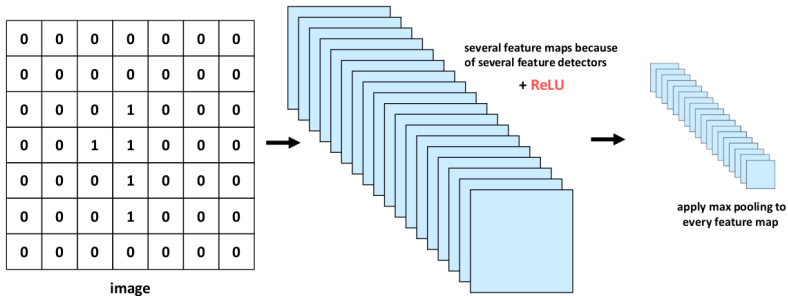 0 0 0 0 0 0 0
0 0 0 0 0 0 0
0 0 0 1 0 0 0
0 0 1 1 0 0 0
0 0 0 1 0 0 0
0 0 0 1 0 0 0
0 0 0 0 0 0 0
image
several feature maps because
of several feature detectors
+ ReLU
apply max pooling to
every feature map